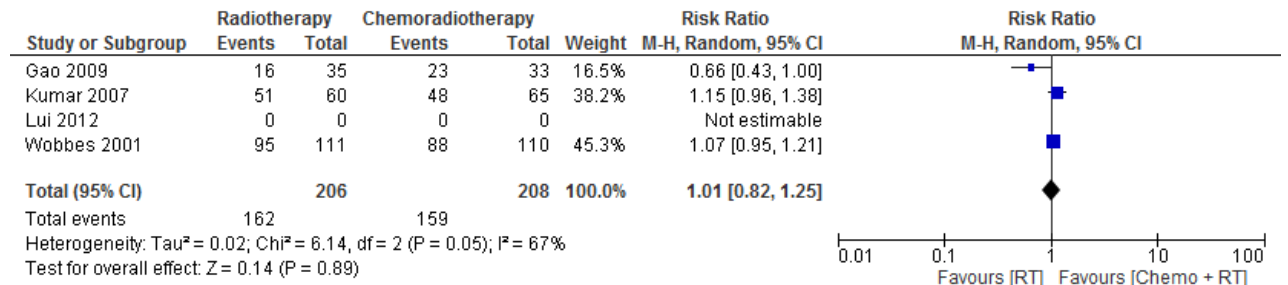 Radiotherapy Chemoradiotherapy Risk Ratio Risk Ratio
Study or Subgroup Events Total Events Total Weight M-H, Random, 95% CI M-H, Random, 95% CI
Gao 2009 16 35 23 33 16.5% 0.66 [0.43, 1.00]
Kumar 2007 51 60 48 65 38.2% 1.15 [0.96, 1.38]
Lui 2012 0 0 0 0 Not estimable
Wobbes 2001 95 111 88 110 45.3% 1.07 [0.95, 1.21]
Total (95% CI) 206 208 100.0% 1.01 [0.82, 1.25]
Total events 162 159
Heterogeneity: Tau² = 0.02; Chi² = 6.14, df = 2 (P = 0.05); I² = 67%
Test for overall effect: Z = 0.14 (P = 0.89)
0.01 0.1 1 10 100
Favours [RT] Favours [Chemo + RT]